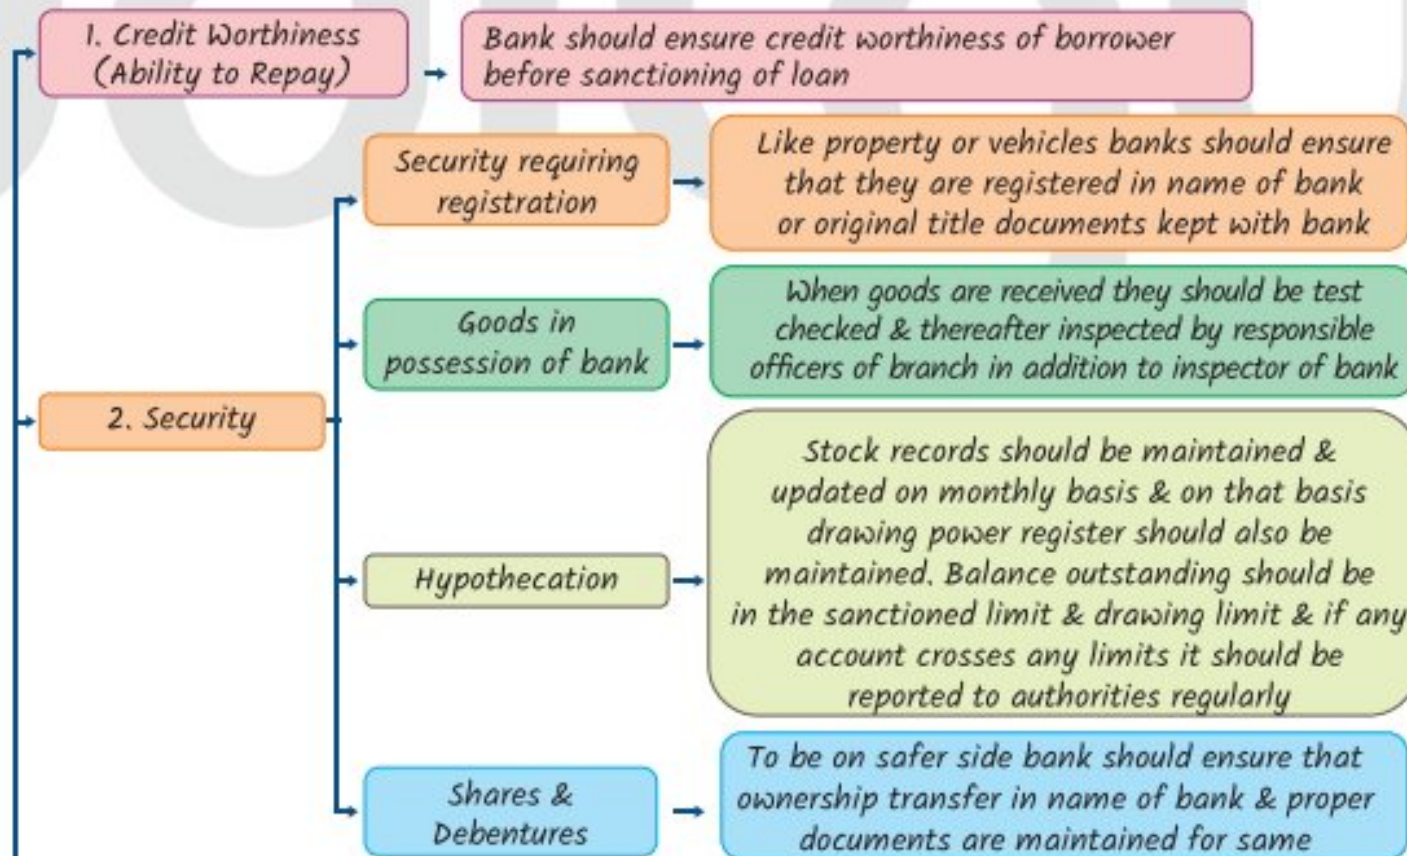 1. Credit Worthiness
(Ability to Repay)
Bank should ensure credit worthiness of borrower
before sanctioning of loan
2. Security
Security requiring
registration
Like property or vehicles banks should ensure
that they are registered in name of bank
or original title documents kept with bank
Goods in
possession of bank
When goods are received they should be test
checked & thereafter inspected by responsible
officers of branch in addition to inspector of bank
Hypothecation
Stock records should be maintained &
updated on monthly basis & on that basis
drawing power register should also be
maintained. Balance outstanding should be
in the sanctioned limit & drawing limit & if any
account crosses any limits it should be
reported to authorities regularly
Shares &
Debentures
To be on safer side bank should ensure that
ownership transfer in name of bank & proper
documents are maintained for same